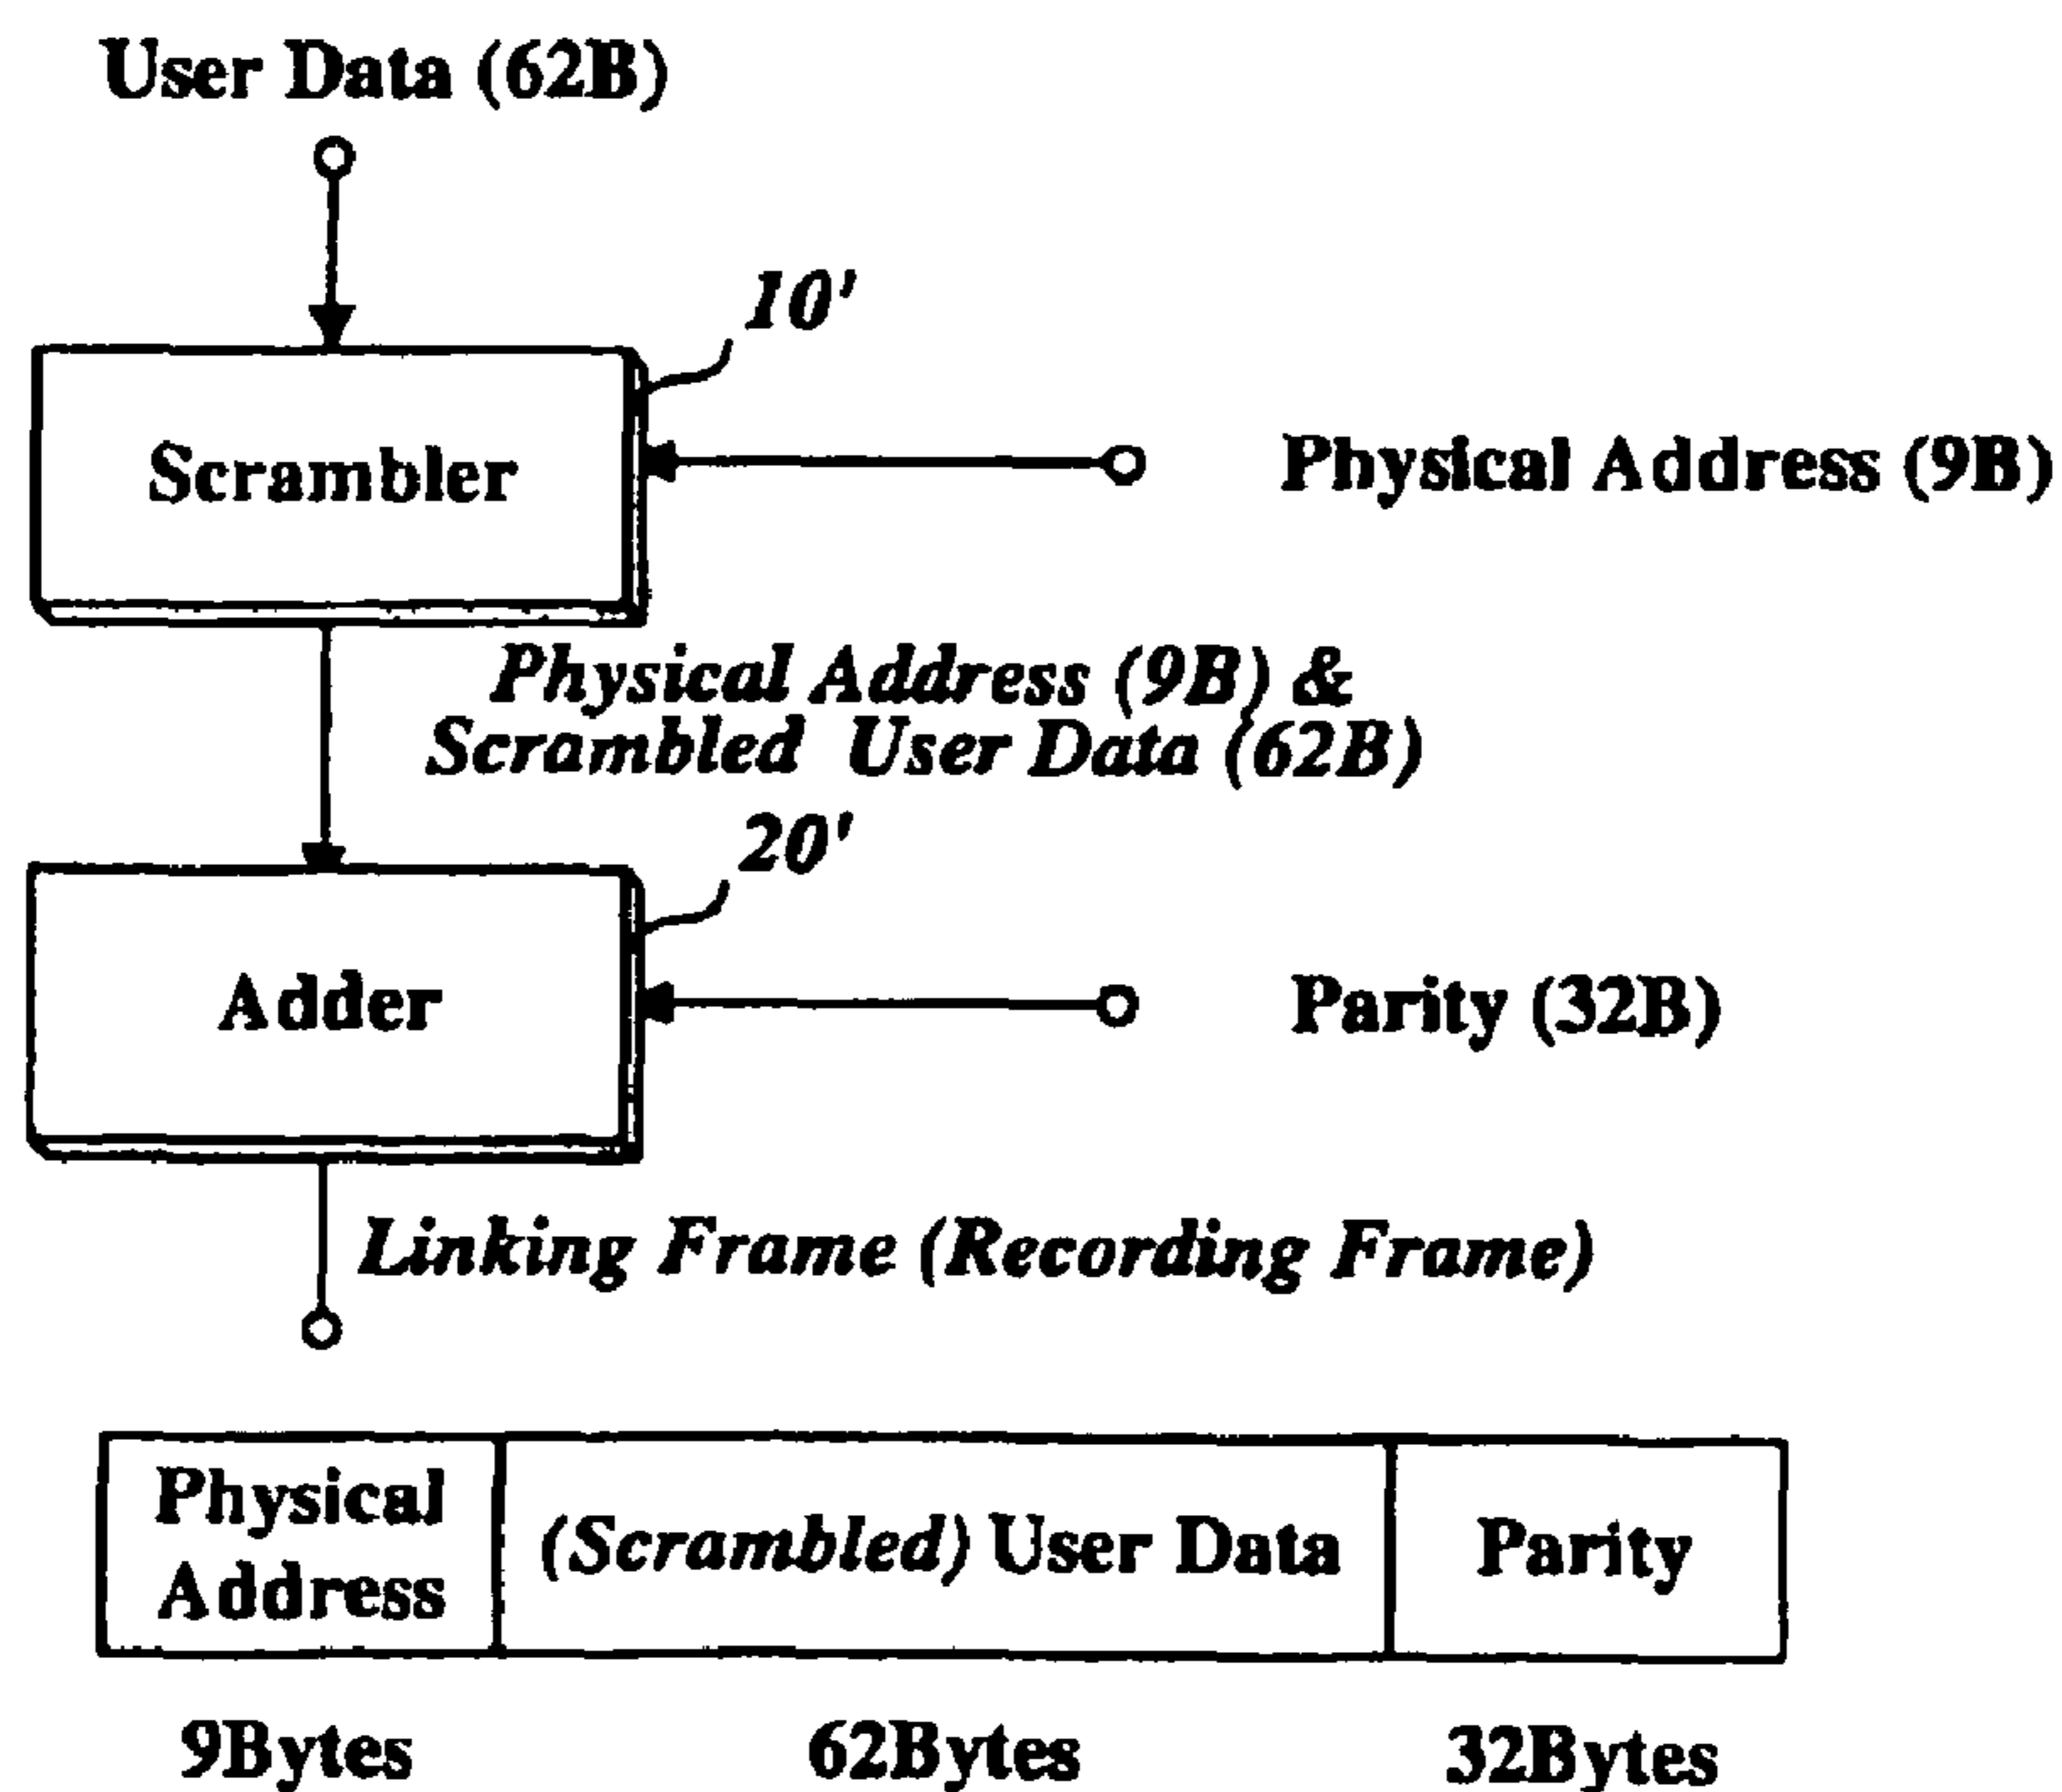 User Data (62B)
10'
Scrambler
Physical Address (9B)
Physical Address (9B) &
Scrambled User Data (62B)
20'
Adder
Parity (32B)
Linking Frame (Recording Frame)
Physical
Address
(Scrambled) User Data
Parity
9Bytes
62Bytes
32Bytes